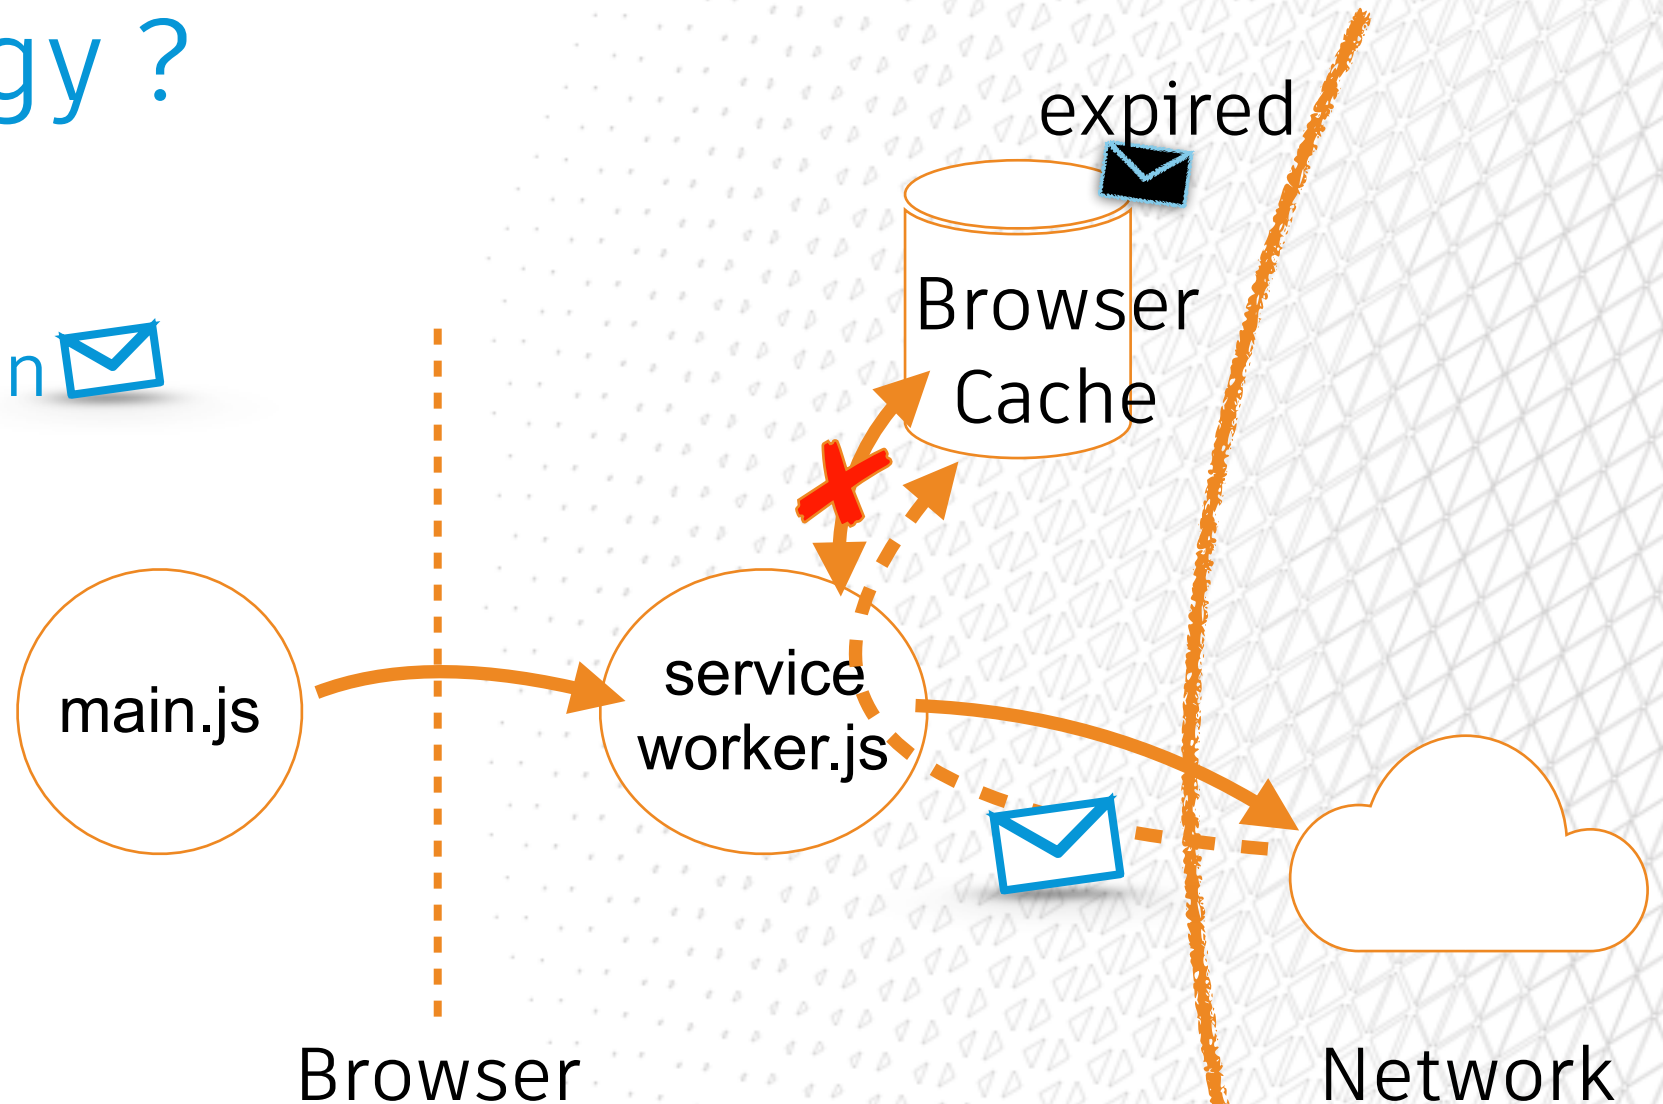 gy ?
expired
n
Browser
Cache
main.js
service
worker.js
Browser
Network